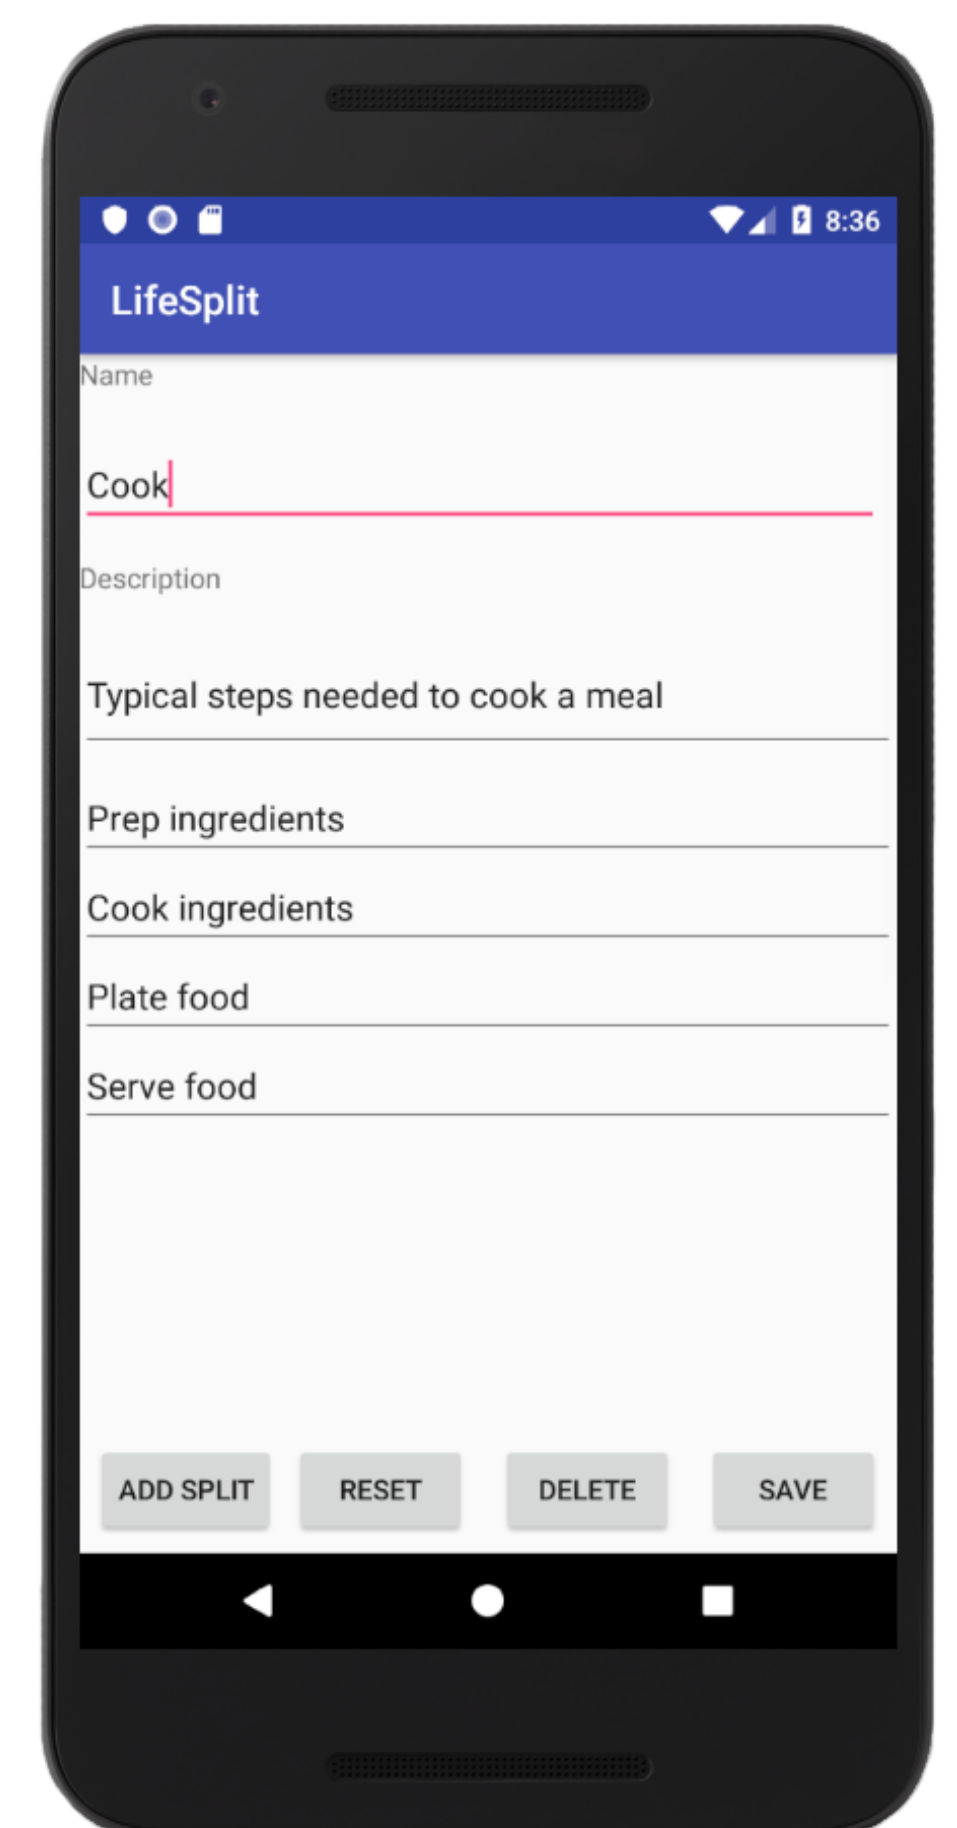 8:36
LifeSplit
Name
Cook
Description
Typical steps needed to cook a meal
Prep ingredients
Cook ingredients
Plate food
Serve food
ADD SPLIT RESET DELETE SAVE